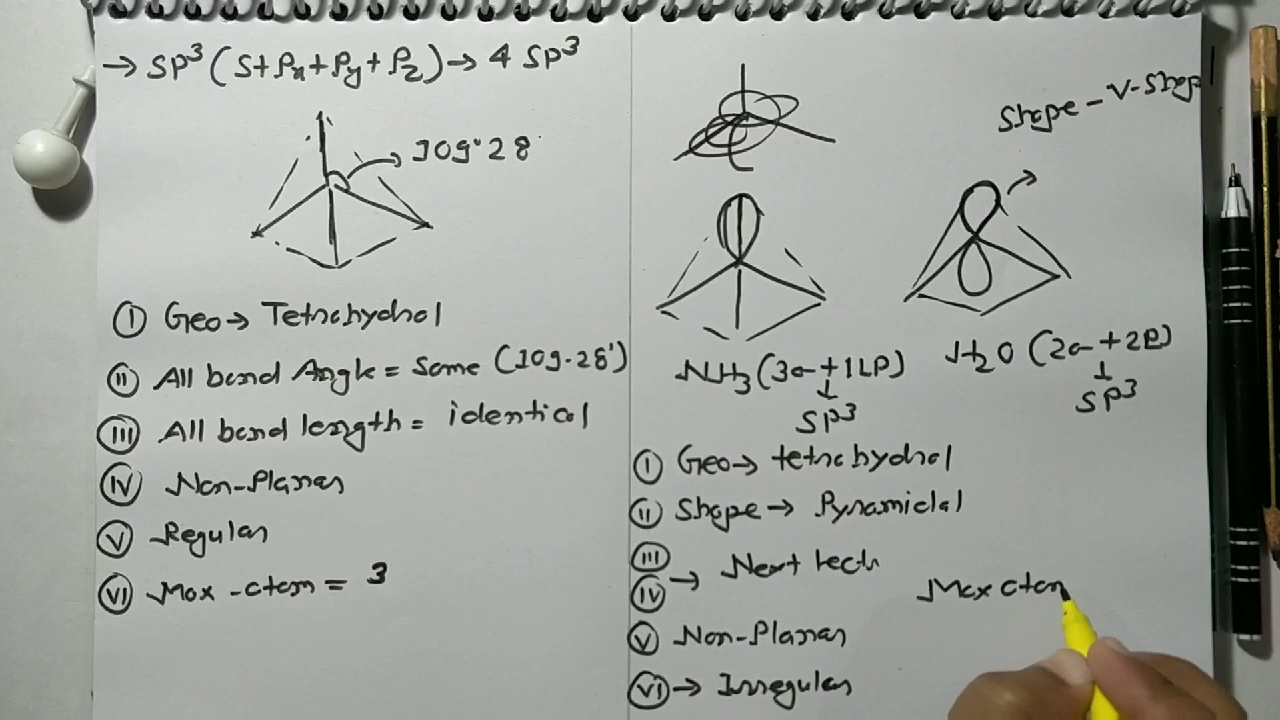 → SP³ (S+Px+Py+Pz) → 4 SP³
109°28
① Geo → Tetrahydral
② All bond Angle = Same (109.28')
③ All bond length = identical
④ Non-Planar
⑤ Regular
⑥ Max-atom = 3
Shape - V-Shape
NH₃ (3σ+1LP)
↓
SP³
H₂O (2σ+2LP)
↓
SP³
① Geo → tetrahydral
② Shape → Pyramidal
③
④ → Next lech
⑤ Non-Planar
⑥ → Irregular
Max atom